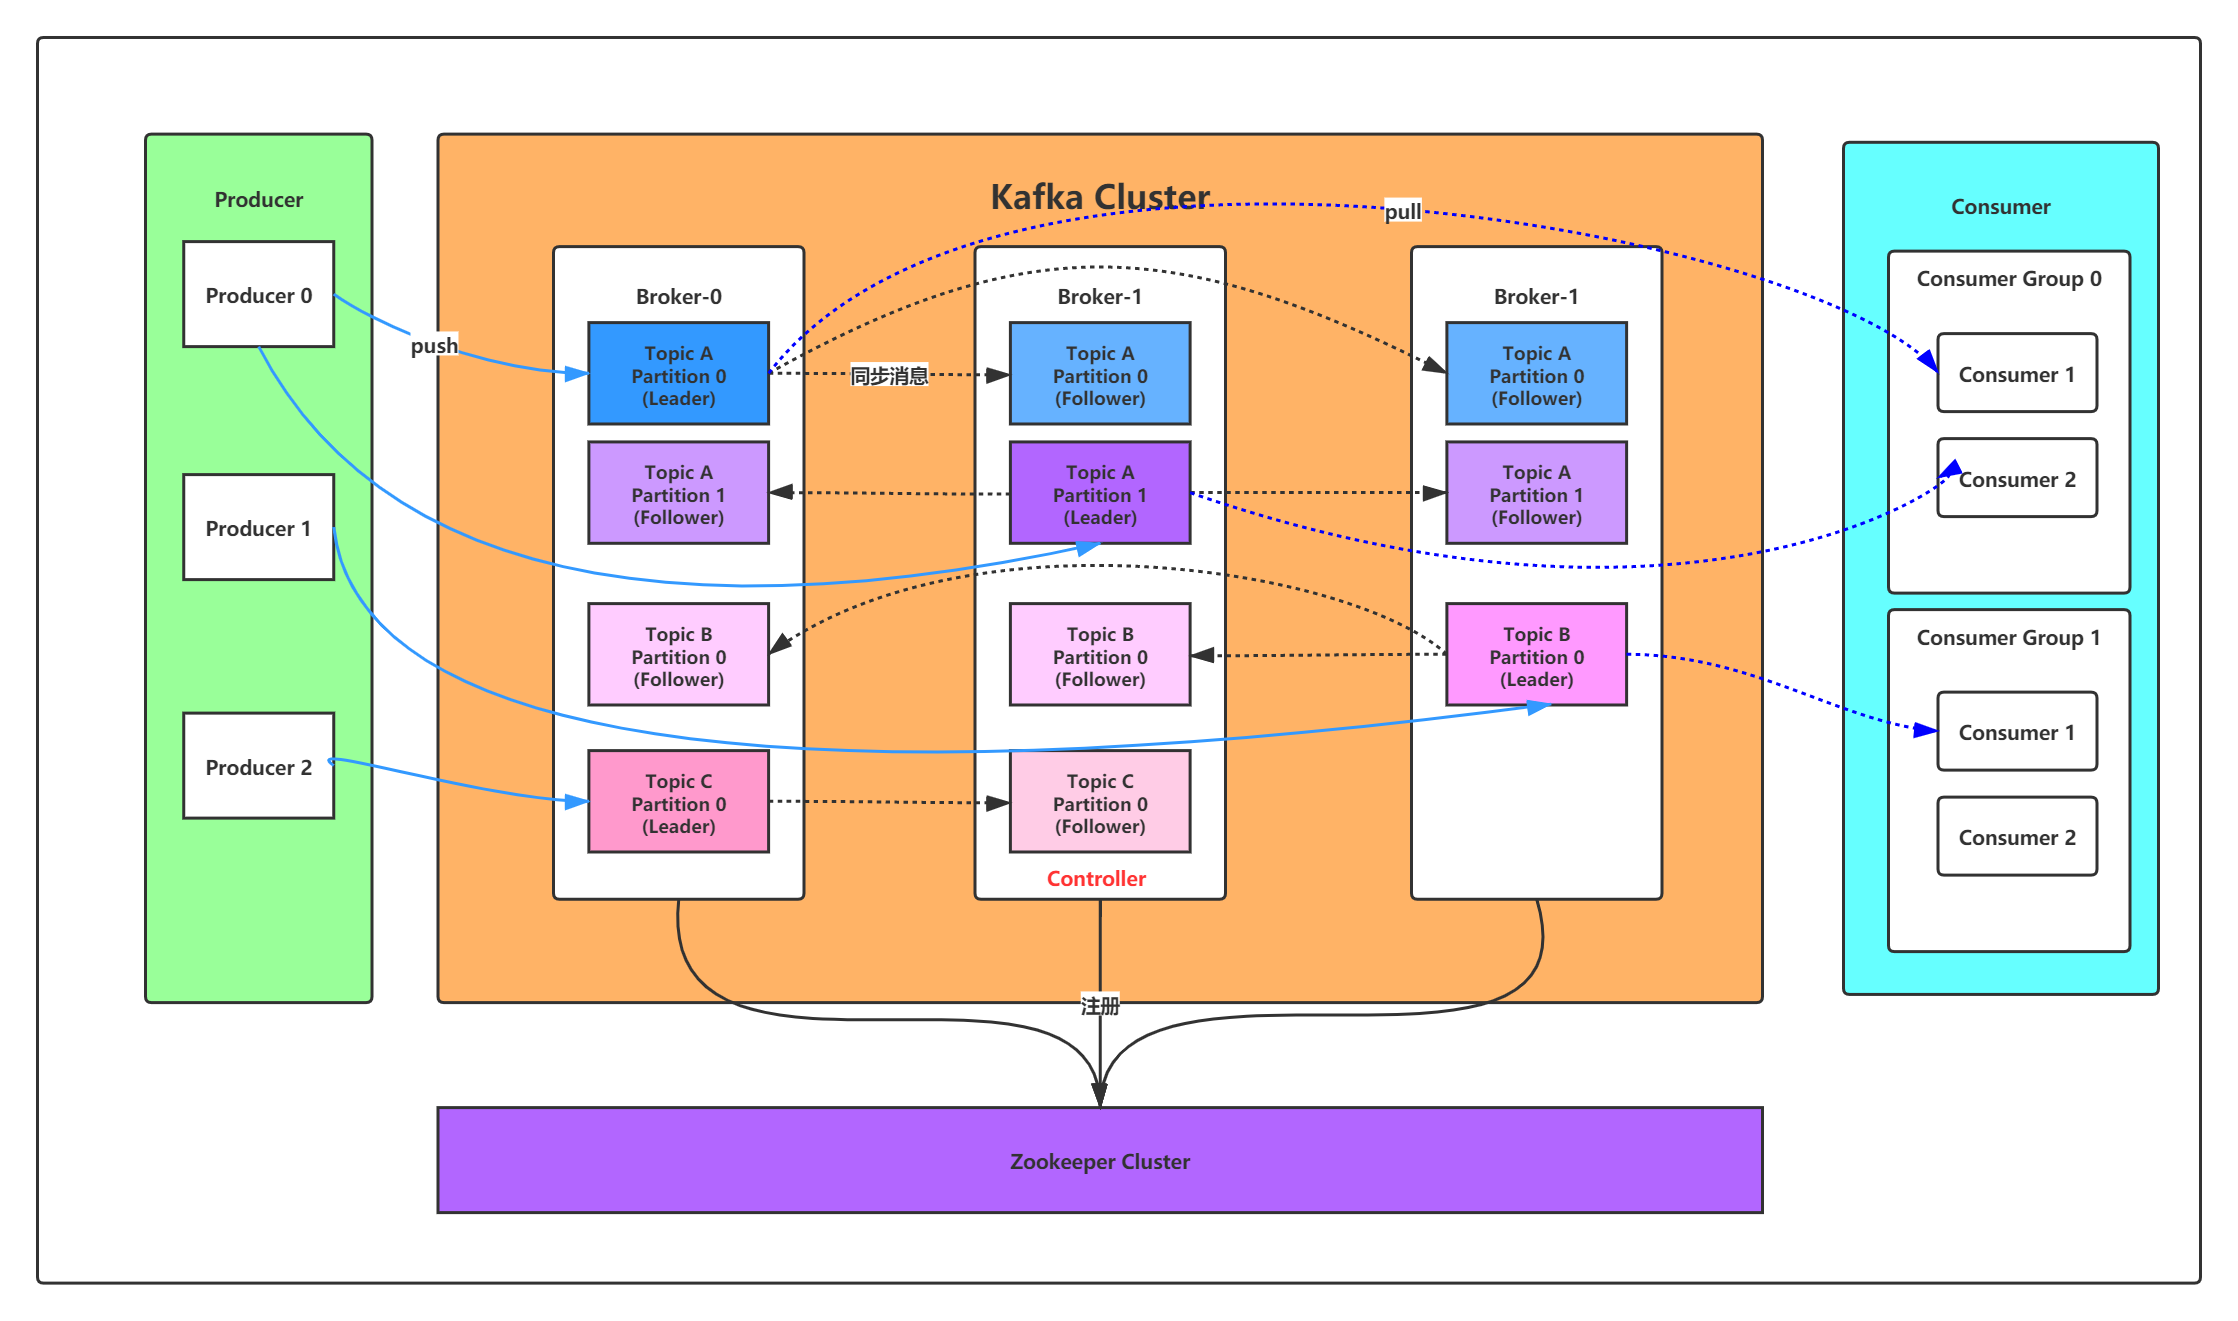 Producer
Producer 0
Producer 1
Producer 2
push
Kafka Cluster
pull
Broker-0
Topic A
Partition 0
(Leader)
Topic A
Partition 1
(Follower)
Topic B
Partition 0
(Follower)
Topic C
Partition 0
(Leader)
同步消息
Broker-1
Topic A
Partition 0
(Follower)
Topic A
Partition 1
(Leader)
Topic B
Partition 0
(Follower)
Topic C
Partition 0
(Follower)
Controller
Broker-1
Topic A
Partition 0
(Follower)
Topic A
Partition 1
(Follower)
Topic B
Partition 0
(Leader)
Consumer
Consumer Group 0
Consumer 1
Consumer 2
Consumer Group 1
Consumer 1
Consumer 2
注册
Zookeeper Cluster